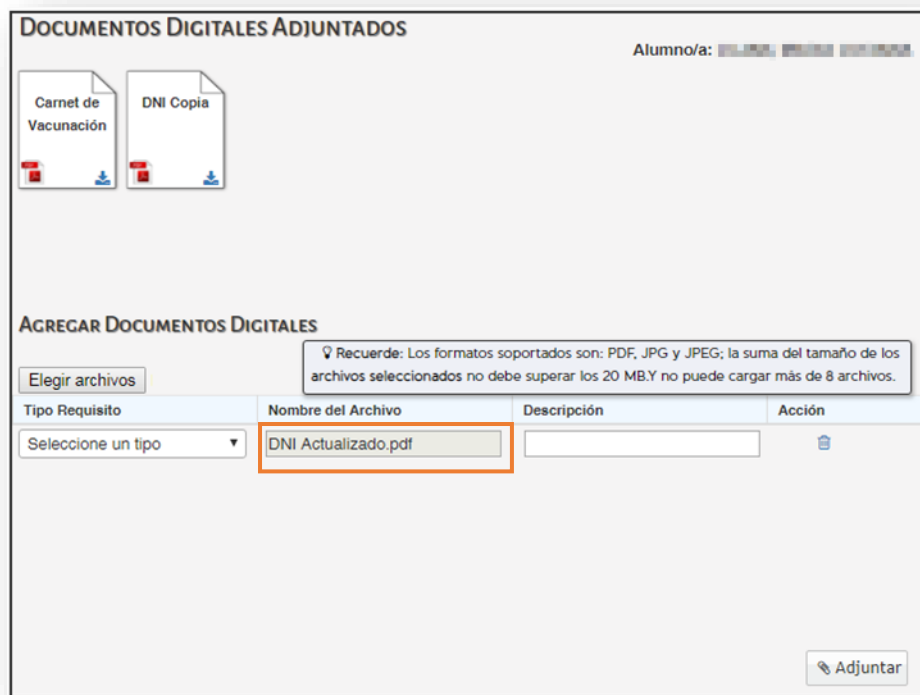 DOCUMENTOS DIGITALES ADJUNTADOS
Alumno/a:
Carnet de
Vacunación
DNI Copia
AGREGAR DOCUMENTOS DIGITALES
Recuerde: Los formatos soportados son: PDF, JPG y JPEG; la suma del tamaño de los
archivos seleccionados no debe superar los 20 MB.Y no puede cargar más de 8 archivos.
Elegir archivos
Tipo Requisito Nombre del Archivo Descripción Acción
Seleccione un tipo DNI Actualizado.pdf
Adjuntar